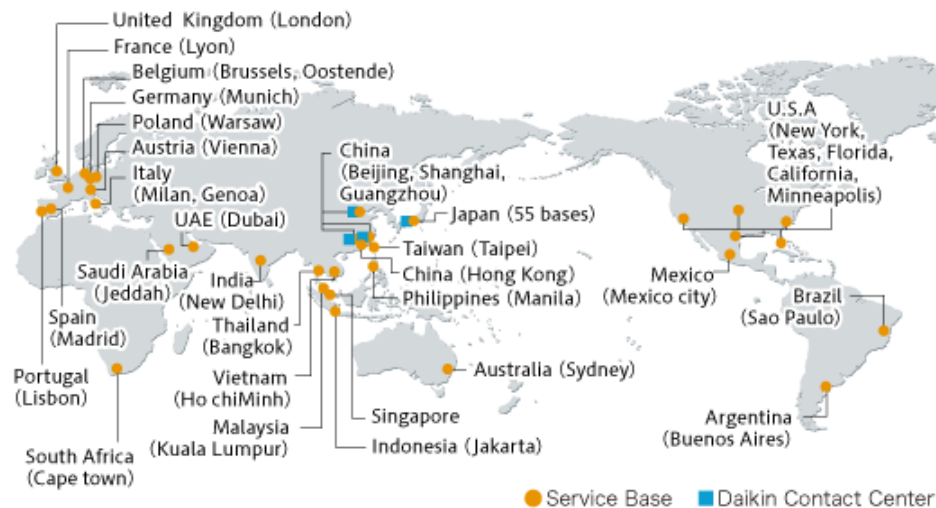 United Kingdom (London)
France (Lyon)
Belgium (Brussels, Oostende)
Germany (Munich)
Poland (Warsaw)
Austria (Vienna)
Italy
(Milan, Genoa)
UAE (Dubai)
Saudi Arabia
(Jeddah)
India
(New Delhi)
Spain
(Madrid)
Thailand
(Bangkok)
Portugal
(Lisbon)
Vietnam
(Ho chiMinh)
Malaysia
(Kuala Lumpur)
South Africa
(Cape town)
China
(Beijing, Shanghai,
Guangzhou)
Japan (55 bases)
Taiwan (Taipei)
China (Hong Kong)
Philippines (Manila)
Australia (Sydney)
Singapore
Indonesia (Jakarta)
U.S.A
(New York,
Texas, Florida,
California,
Minneapolis)
Mexico
(Mexico city)
Brazil
(Sao Paulo)
Argentina
(Buenos Aires)
Service Base
Daikin Contact Center